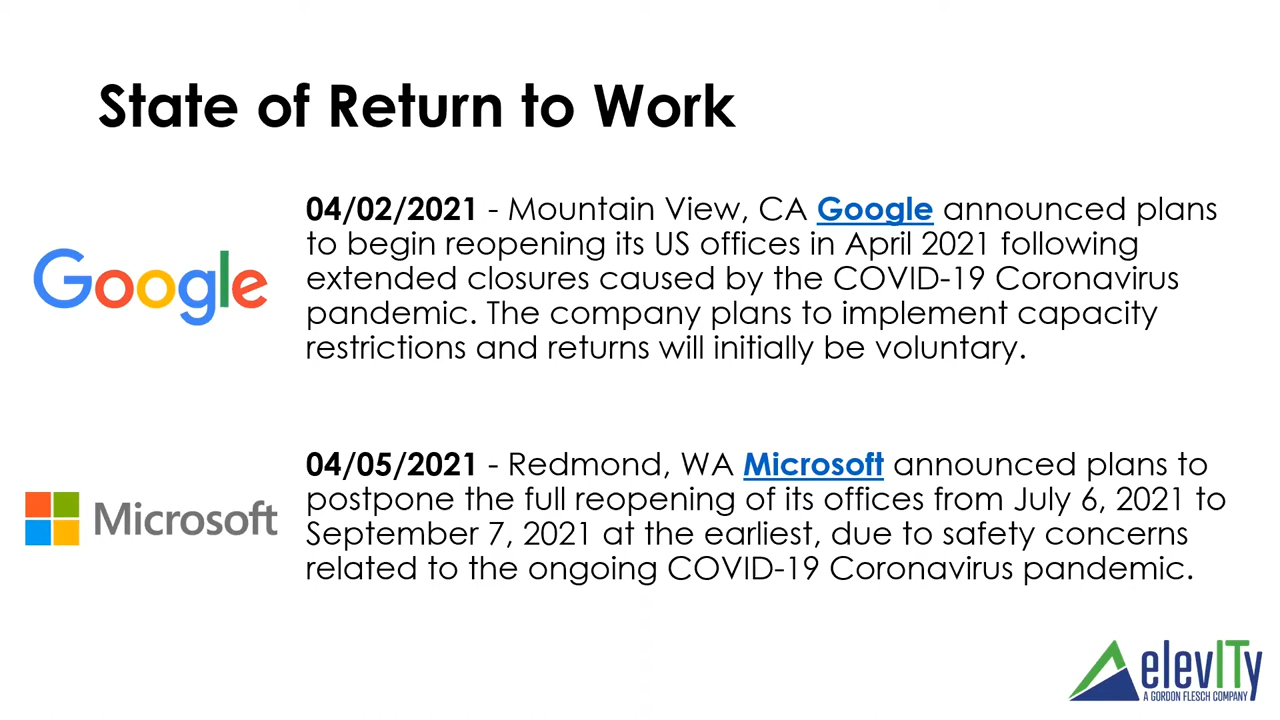 State of Return to Work
Google
04/02/2021 - Mountain View, CA Google announced plans
to begin reopening its US offices in April 2021 following
extended closures caused by the COVID-19 Coronavirus
pandemic. The company plans to implement capacity
restrictions and returns will initially be voluntary.
Microsoft
04/05/2021 - Redmond, WA Microsoft announced plans to
postpone the full reopening of its offices from July 6, 2021 to
September 7, 2021 at the earliest, due to safety concerns
related to the ongoing COVID-19 Coronavirus pandemic.
elevITy
A GORDON FLESCH COMPANY